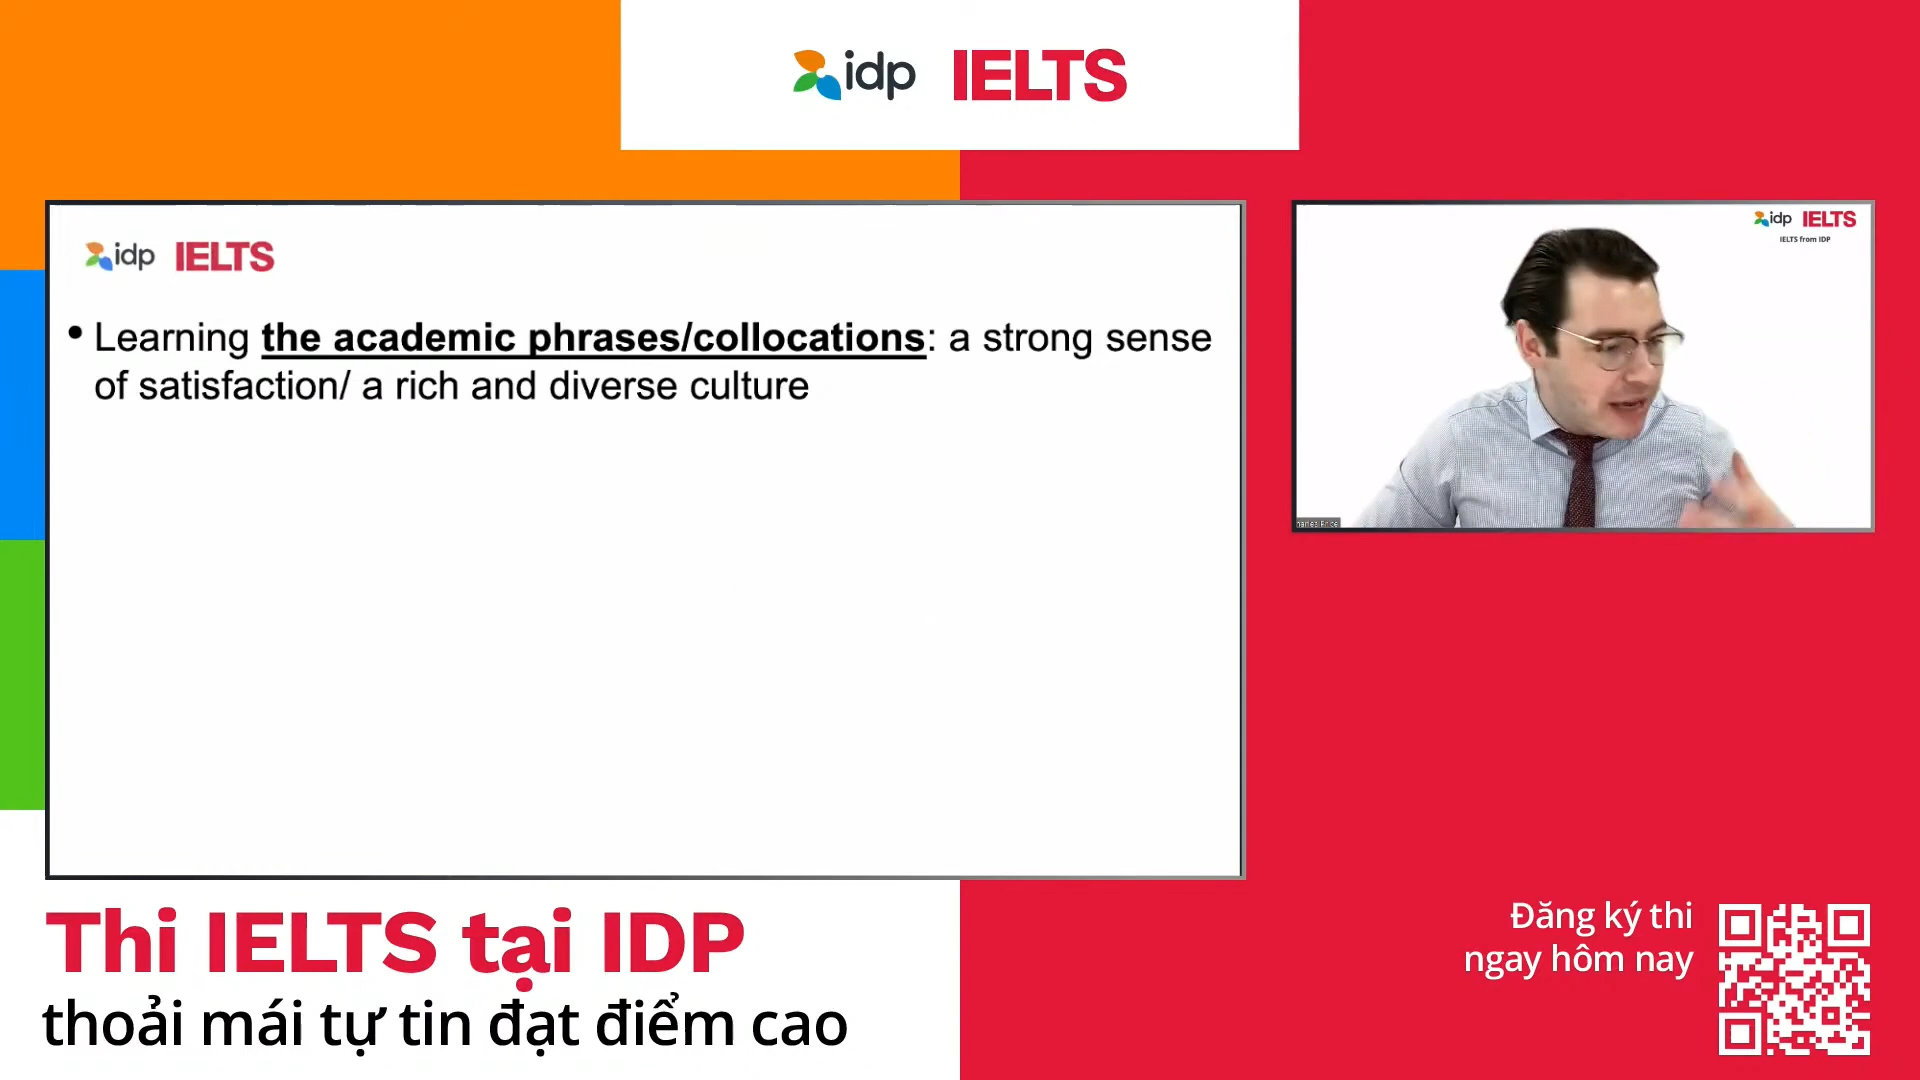 idp IELTS
idp IELTS
• Learning the academic phrases/collocations: a strong sense
of satisfaction/ a rich and diverse culture
idp IELTS
IELTS from IDP
Thi IELTS tại IDP
thoải mái tự tin đạt điểm cao
Đăng ký thi
ngay hôm nay